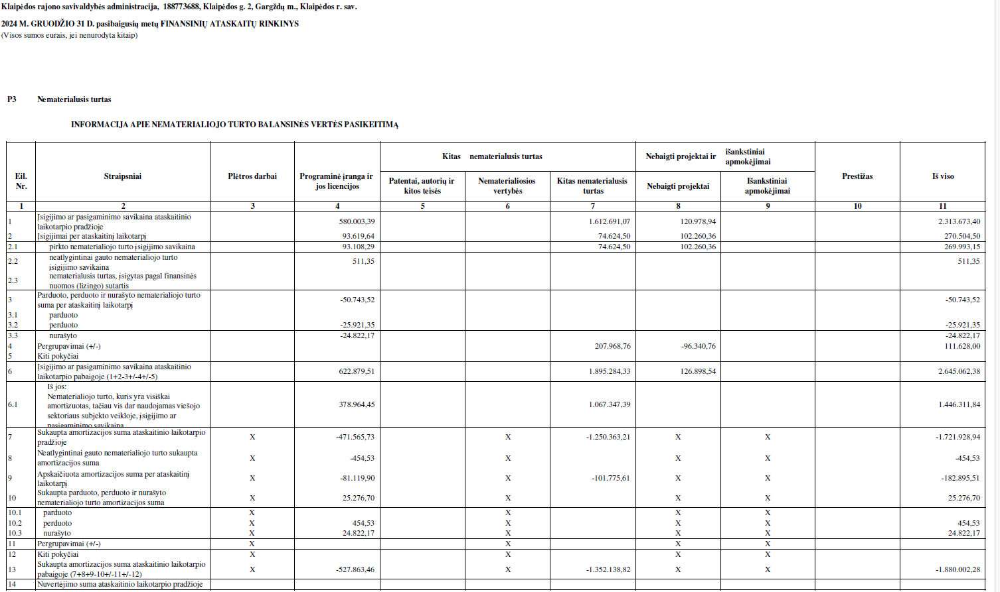 Klaipėdos rajono savivaldybės administracija, 188773688, Klaipėdos g. 2, Gargždų m., Klaipėdos r. sav.
2024 M. GRUODŽIO 31 D. pasibaigusių metų FINANSINIŲ ATASKAITŲ RINKINYS
(Visos sumos eurais, jei nenurodyta kitaip)
P3 Nematerialusis turtas
INFORMACIJA APIE NEMATERIALIOJO TURTO BALANSINĖS VERTĖS PASIKEITIMĄ
Eil. Nr. Straipsniai Plėtros darbai Programinė įranga ir jos licencijos Kitas nematerialusis turtas Nebaigti projektai ir išankstiniai apmokėjimai Prestižas Iš viso
Patentai, autorių ir kitos teisės Nematerialiosios vertybės Kitas nematerialusis turtas Nebaigti projektai Išankstiniai apmokėjimai
1 2 3 4 5 6 7 8 9 10 11
1 Įsigijimo ar pasigaminimo savikaina ataskaitinio laikotarpio pradžioje 580.003,39 1.612.691,07 120.978,94 2.313.673,40
2 Įsigijimai per ataskaitinį laikotarpį 93.619,64 74.624,50 102.260,36 270.504,50
2.1 pirkto nematerialiojo turto įsigijimo savikaina 93.108,29 74.624,50 102.260,36 269.993,15
2.2 neatlygintinai gauto nematerialiojo turto įsigijimo savikaina 511,35 511,35
2.3 nematerialusis turtas, įsigytas pagal finansinės nuomos (lizingo) sutartis
3 Parduoto, perduoto ir nurašyto nematerialiojo turto suma per ataskaitinį laikotarpį -50.743,52 -50.743,52
3.1 parduoto
3.2 perduoto -25.921,35 -25.921,35
3.3 nurašyto -24.822,17 -24.822,17
4 Pergrupavimai (+/-) 207.968,76 -96.340,76 111.628,00
5 Kiti pokyčiai
6 Įsigijimo ar pasigaminimo savikaina ataskaitinio laikotarpio pabaigoje (1+2-3+/-4+/-5) 622.879,51 1.895.284,33 126.898,54 2.645.062,38
6.1 Iš jos: Nematerialiojo turto, kuris yra visiškai amortizuotas, tačiau vis dar naudojamas viešojo sektoriaus subjekto veikloje, įsigijimo ar pasigaminimo savikaina 378.964,45 1.067.347,39 1.446.311,84
7 Sukaupta amortizacijos suma ataskaitinio laikotarpio pradžioje X -471.565,73 X -1.250.363,21 X X -1.721.928,94
8 Neatlygintinai gauto nematerialiojo turto sukaupta amortizacijos suma X -454,53 X X X -454,53
9 Apskaičiuota amortizacijos suma per ataskaitinį laikotarpį X -81.119,90 X -101.775,61 X X -182.895,51
10 Sukaupta parduoto, perduoto ir nurašyto nematerialiojo turto amortizacijos suma X 25.276,70 X X X 25.276,70
10.1 parduoto X X X X
10.2 perduoto X 454,53 X X X 454,53
10.3 nurašyto X 24.822,17 X X X 24.822,17
11 Pergrupavimai (+/-) X X X X
12 Kiti pokyčiai X X X X
13 Sukaupta amortizacijos suma ataskaitinio laikotarpio pabaigoje (7+8+9-10+/-11+/-12) X -527.863,46 X -1.352.138,82 X X -1.880.002,28
14 Nuvertėjimo suma ataskaitinio laikotarpio pradžioje